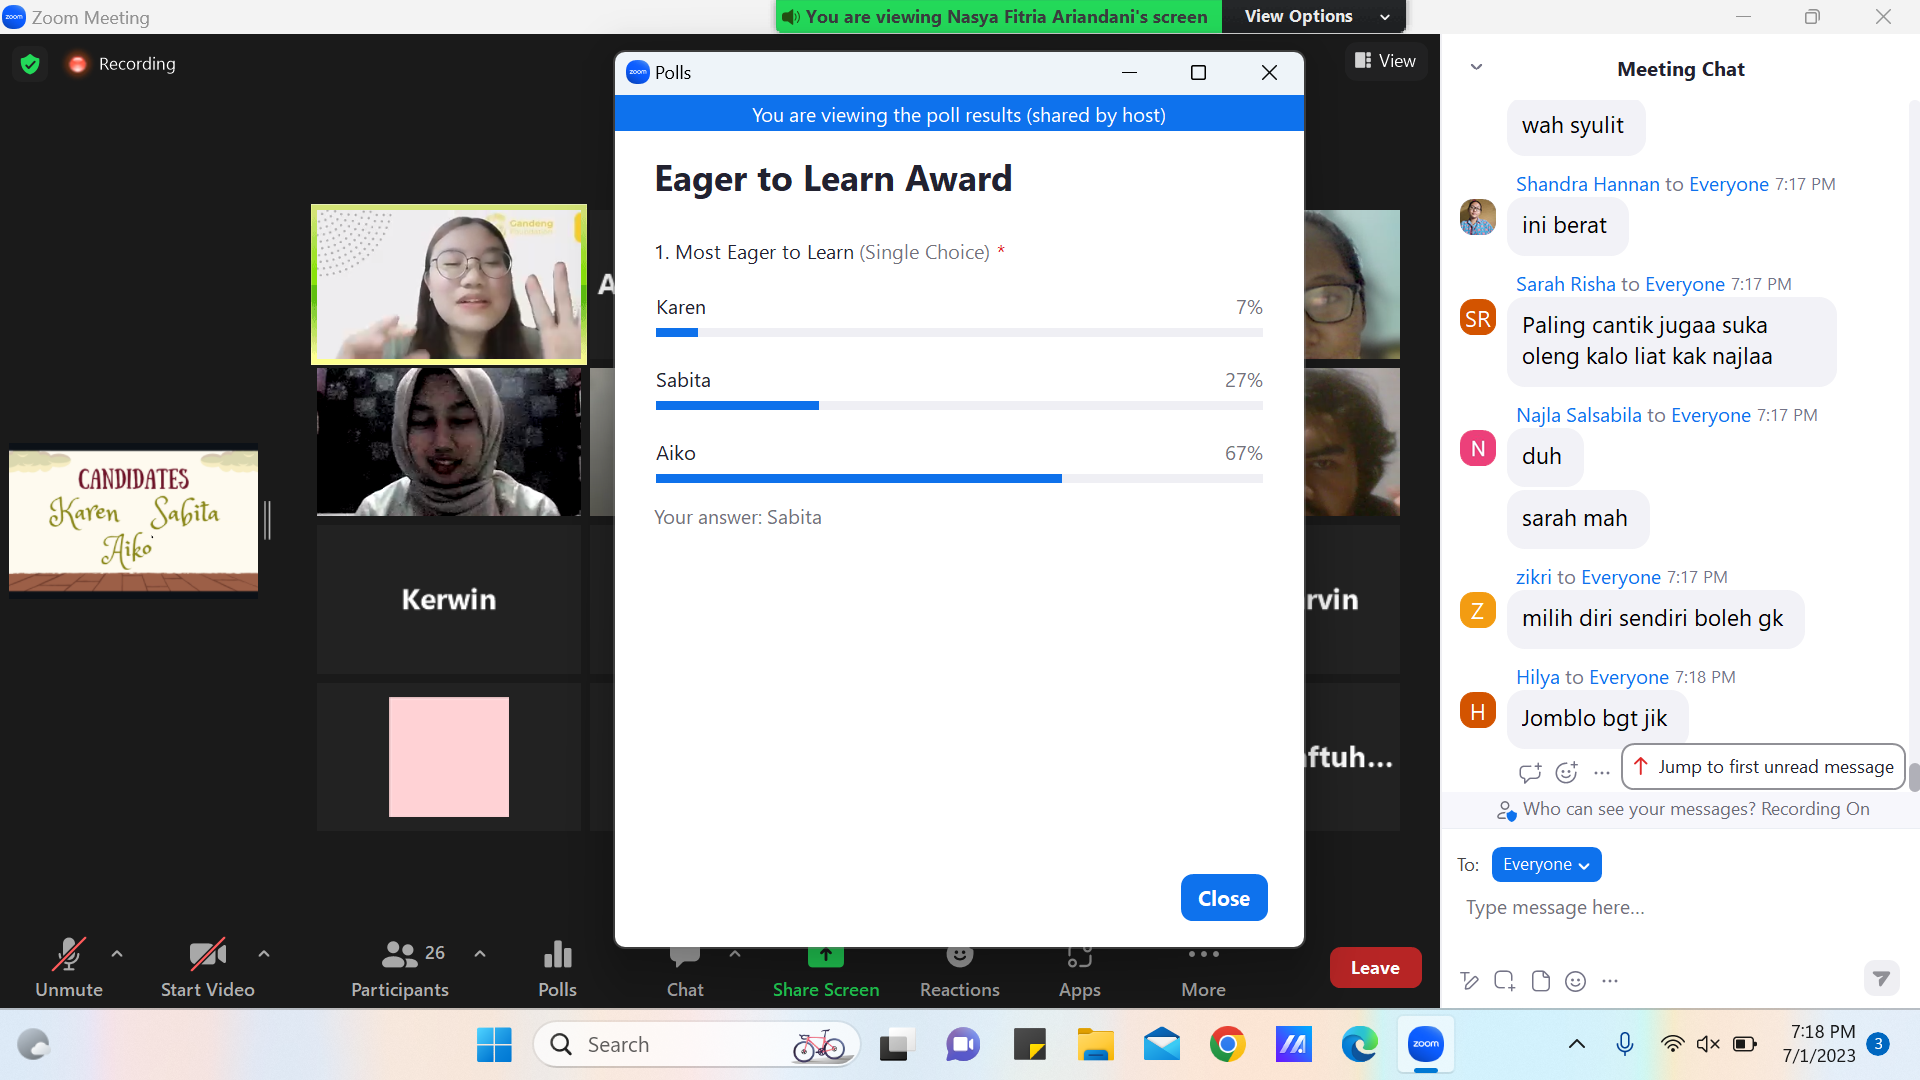 zoom Zoom Meeting
You are viewing Nasya Fitria Ariandani's screen
View Options
Recording
View
zoom Polls
You are viewing the poll results (shared by host)
Eager to Learn Award
1. Most Eager to Learn (Single Choice) *
Karen 7%
Sabita 27%
Aiko 67%
Your answer: Sabita
Close
Gandeng
CANDIDATES
Karen Sabita
Aiko
A
Kerwin
rvin
ftuh...
Meeting Chat
wah syulit
Shandra Hannan to Everyone 7:17 PM
ini berat
Sarah Risha to Everyone 7:17 PM
SR
Paling cantik jugaa suka
oleng kalo liat kak najlaa
Najla Salsabila to Everyone 7:17 PM
N
duh
sarah mah
zikri to Everyone 7:17 PM
Z
milih diri sendiri boleh gk
Hilya to Everyone 7:18 PM
H
Jomblo bgt jik
Jump to first unread message
Who can see your messages? Recording On
To: Everyone
Type message here...
Unmute
Start Video
26
Participants
Polls
Chat
Share Screen
Reactions
Apps
More
Leave
Search
zoom
7:18 PM
7/1/2023
3